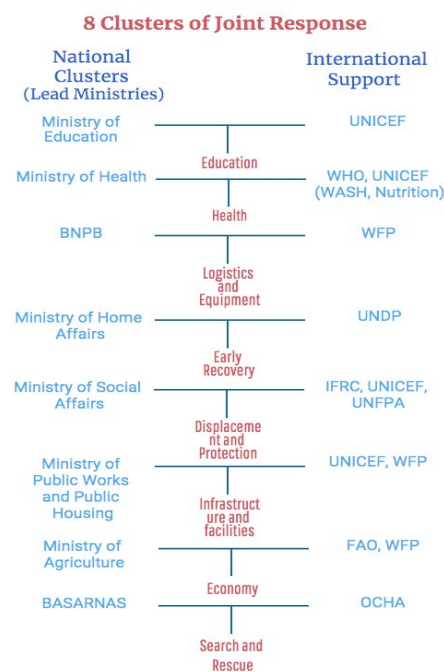 8 Clusters of Joint Response
National
Clusters
(Lead Ministries)
International
Support
Ministry of
Education
UNICEF
Education
Ministry of Health
WHO, UNICEF
(WASH, Nutrition)
Health
BNPB
WFP
Logistics
and
Equipment
Ministry of Home
Affairs
UNDP
Early
Recovery
Ministry of Social
Affairs
IFRC, UNICEF,
UNFPA
Displaceme
nt and
Protection
Ministry of
Public Works
and Public
Housing
UNICEF, WFP
Infrastruct
ure and
facilities
Ministry of
Agriculture
FAO, WFP
Economy
BASARNAS
OCHA
Search and
Rescue